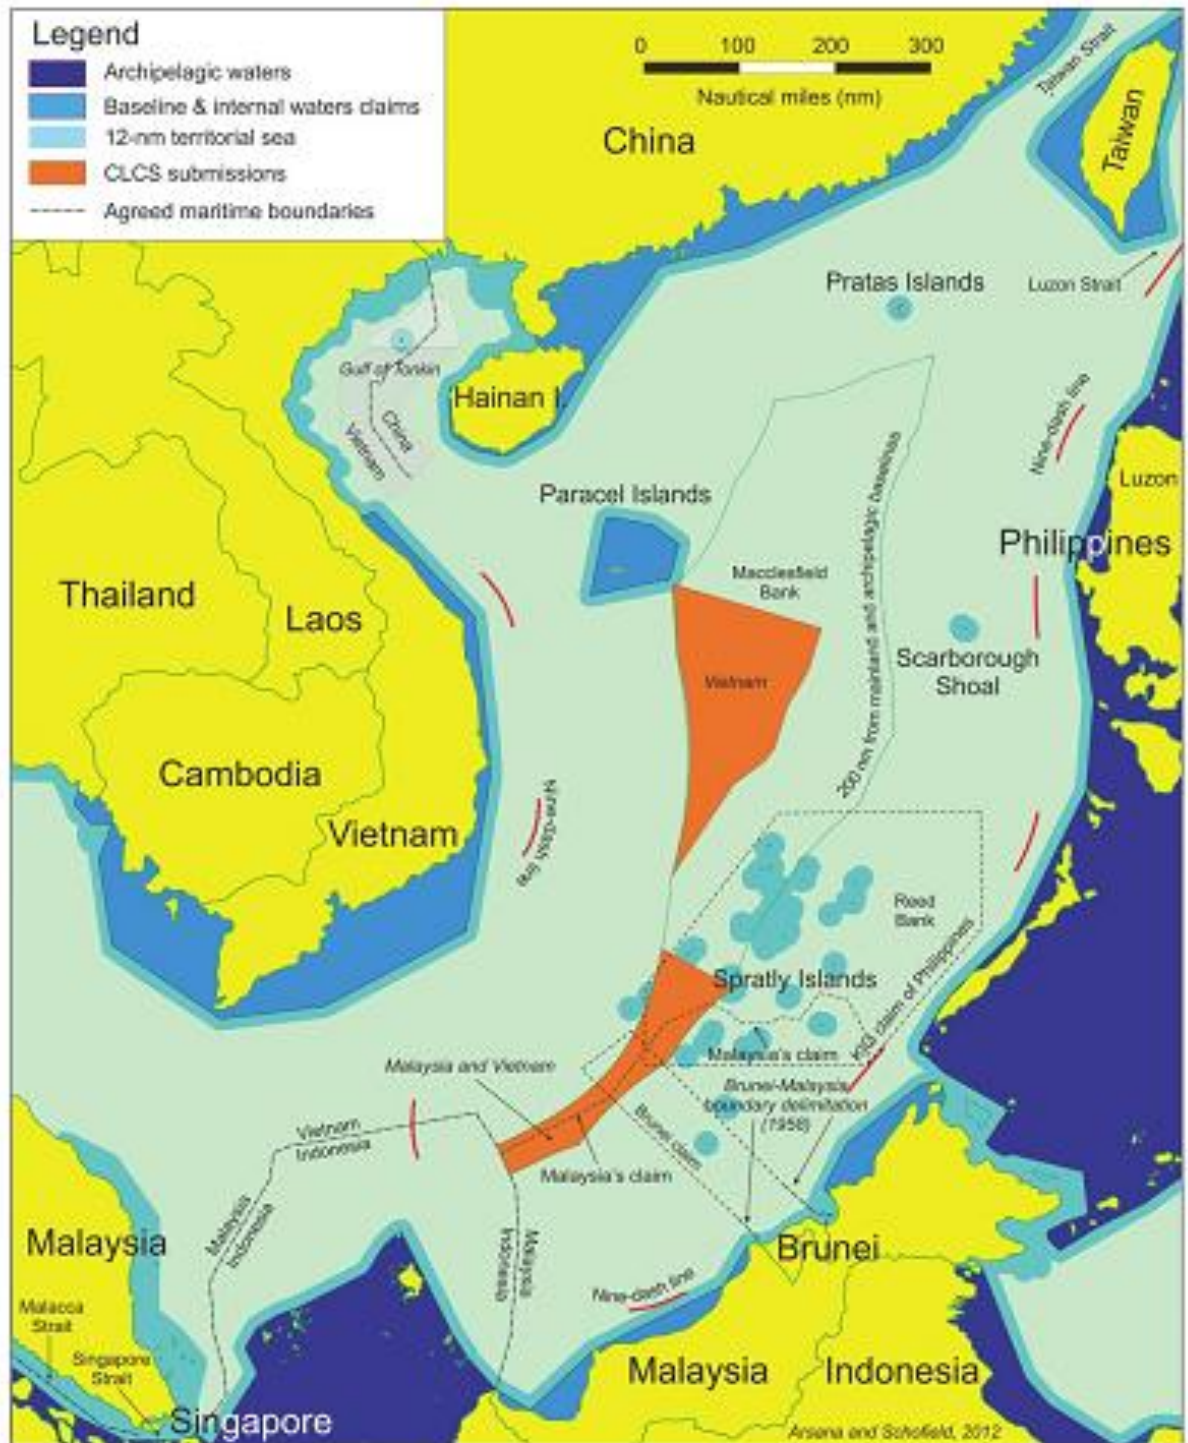 Legend
Archipelagic waters
Baseline & internal waters claims
12-nm territorial sea
CLCS submissions
Agreed maritime boundaries
0 100 200 300
Nautical miles (nm)
Taiwan Strait
Taiwan
China
Pratas Islands
Luzon Strait
Gulf of Tonkin
Hainan I.
China
Vietnam
Nine-dash line
Luzon
Paracel Islands
Philippines
Macclesfield
Bank
200 nm from mainland and archipelagic baselines
Thailand
Laos
Scarborough
Shoal
Vietnam
Cambodia
Vietnam
Nine-dash line
Reed
Bank
Spratly Islands
KIG claim of Philippines
Malaysia's claim
Malaysia and Vietnam
Brunei-Malaysia
boundary delimitation
(1958)
Brunei claim
Vietnam
Indonesia
Malaysia's claim
Malaysia
Indonesia
Malaysia
Indonesia
Malaysia
Brunei
Nine-dash line
Malacca
Strait
Singapore
Strait
Malaysia
Indonesia
Singapore
Arsana and Schofield, 2012